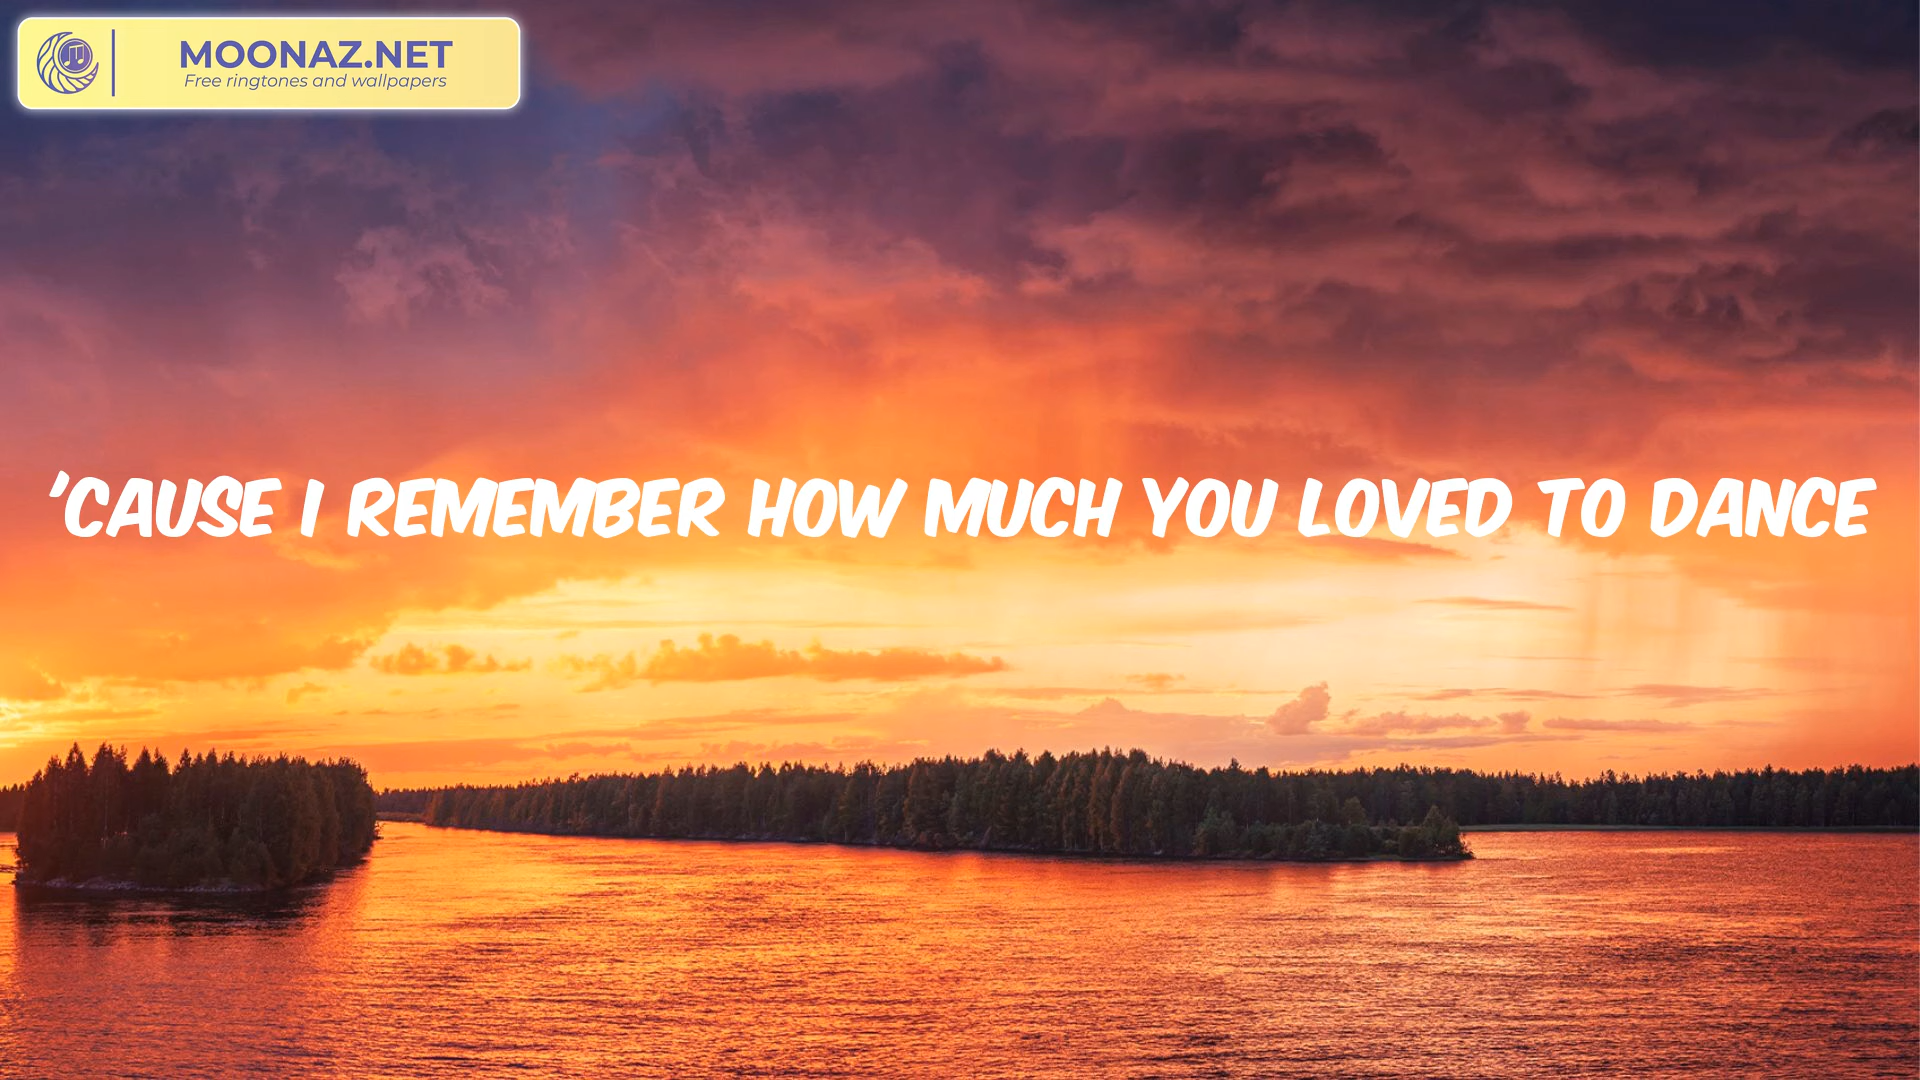 MOONAZ.NET
Free ringtones and wallpapers
'CAUSE I REMEMBER HOW MUCH YOU LOVED TO DANCE